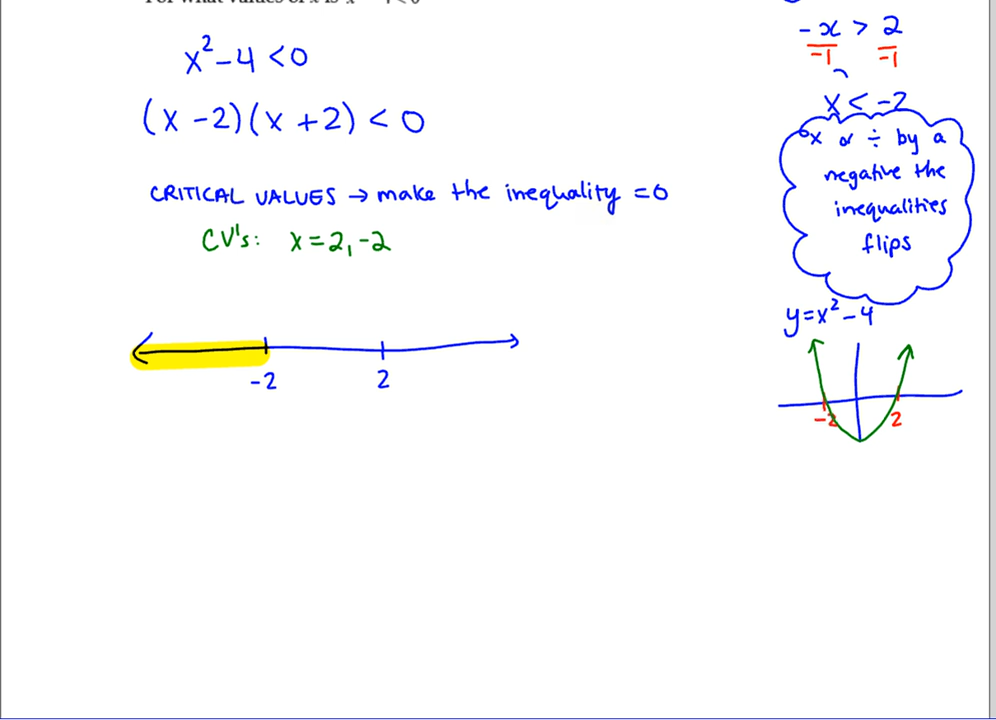 x² - 4 < 0
(x - 2)(x + 2) < 0
CRITICAL VALUES → make the inequality = 0
CV's: x = 2, -2
-2 2
-x > 2
-1 -1
x < -2
x or ÷ by a
negative the
inequalities
flips
y = x² - 4
-2 2